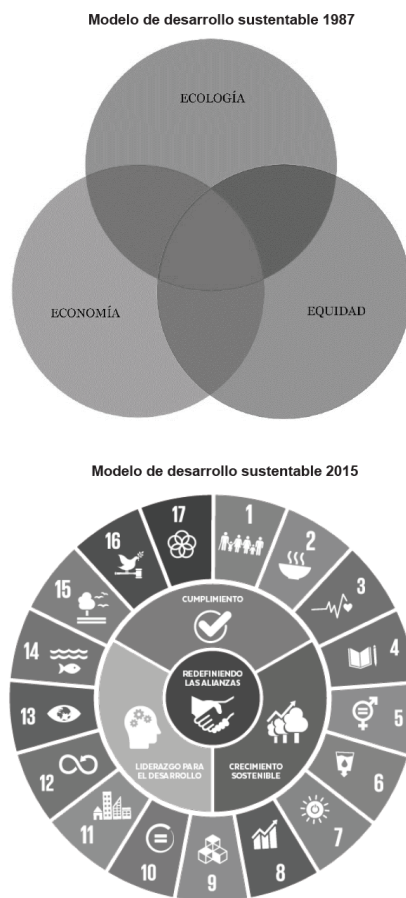 Modelo de desarrollo sustentable 1987
ECOLOGÍA
ECONOMÍA
EQUIDAD
Modelo de desarrollo sustentable 2015
1
2
3
4
5
6
7
8
9
10
11
12
13
14
15
16
17
CUMPLIMIENTO
REDEFINIENDO
LAS ALIANZAS
LIDERAZGO PARA
EL DESARROLLO
CRECIMIENTO
SOSTENIBLE